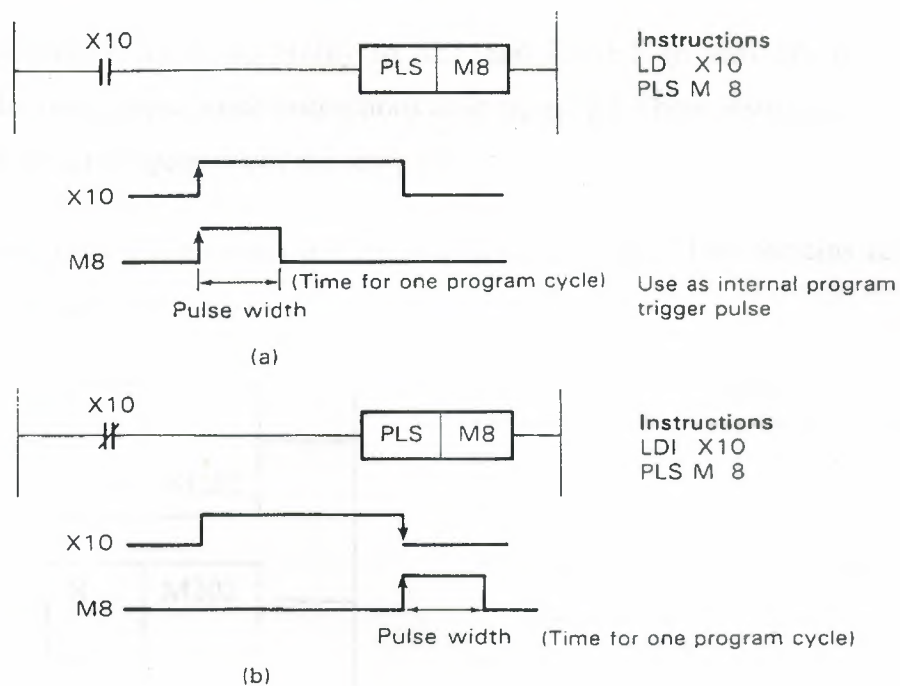 X10
PLS M8
Instructions
LD X10
PLS M 8
X10
M8
(Time for one program cycle)
Pulse width
Use as internal program
trigger pulse
(a)
X10
PLS M8
Instructions
LDI X10
PLS M 8
X10
M8
Pulse width (Time for one program cycle)
(b)